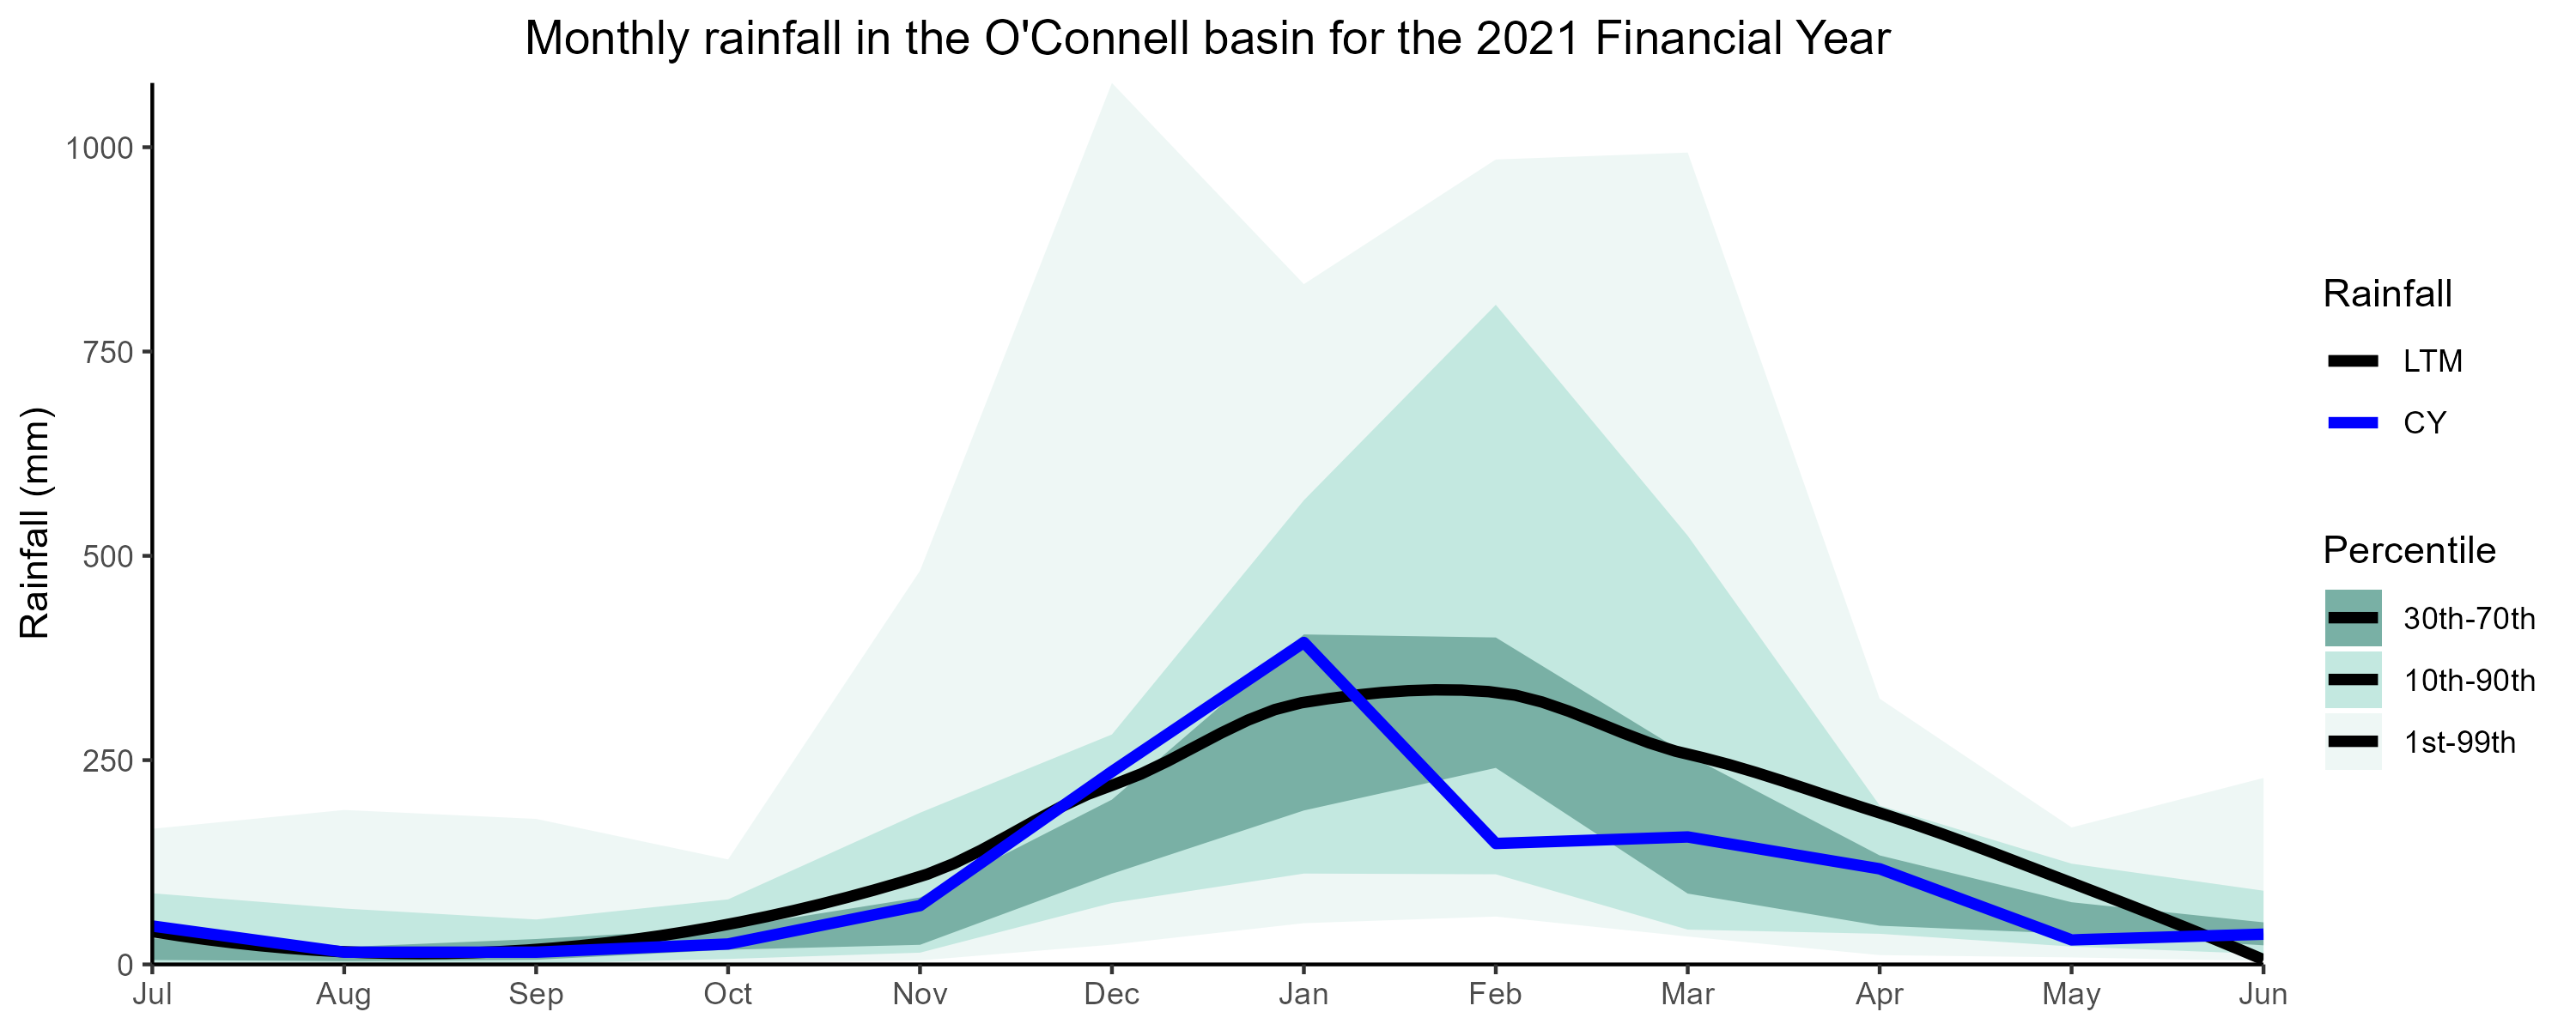 Monthly rainfall in the O'Connell basin for the 2021 Financial Year
Rainfall (mm)
1000
750
500
250
0
Jul Aug Sep Oct Nov Dec Jan Feb Mar Apr May Jun
Rainfall
LTM
CY
Percentile
30th-70th
10th-90th
1st-99th